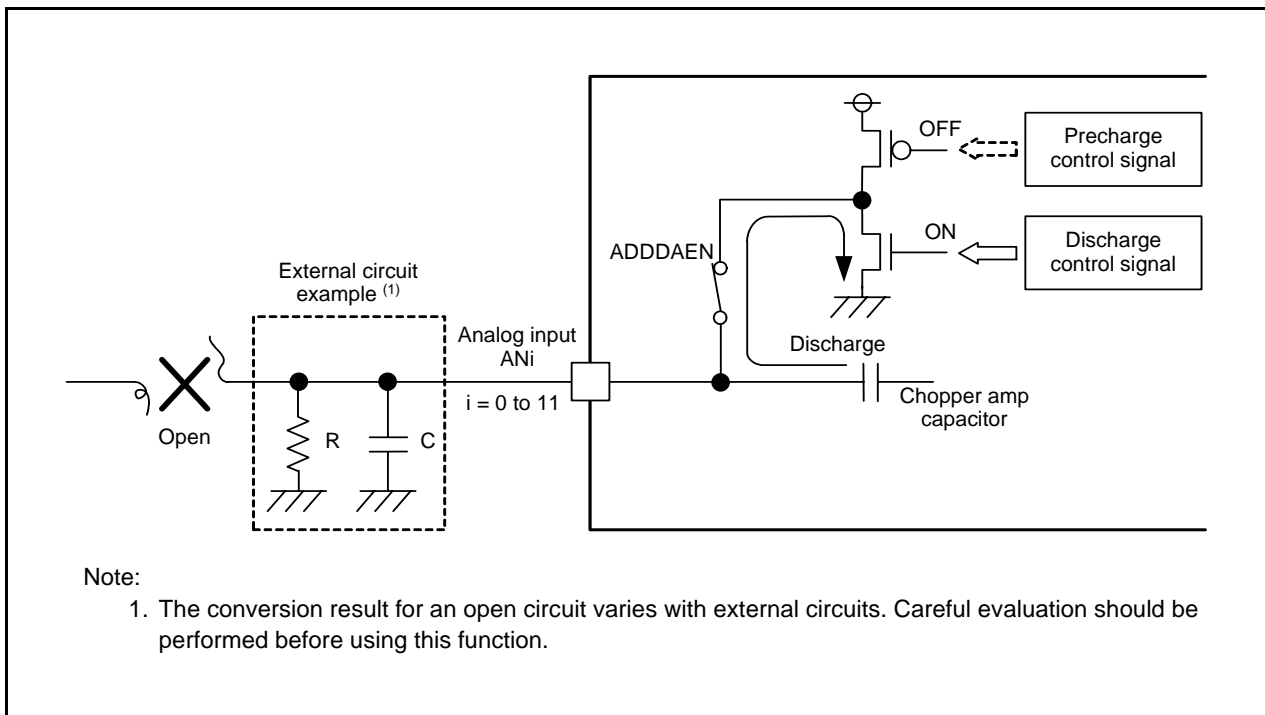 OFF
Precharge
control signal
ON
Discharge
control signal
ADDDAEN
External circuit
example (1)
Analog input
ANi
Discharge
i = 0 to 11
Chopper amp
capacitor
Open
R
C
Note:
1. The conversion result for an open circuit varies with external circuits. Careful evaluation should be
performed before using this function.